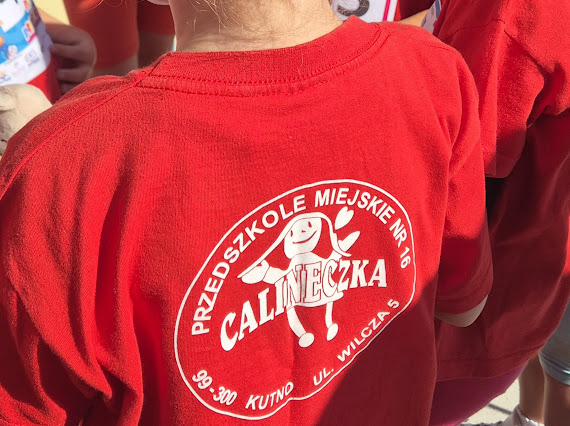 PRZEDSZKOLE MIEJSKIE NR 16
CALINECZKA
99-300 KUTNO UL. WILCZA 5